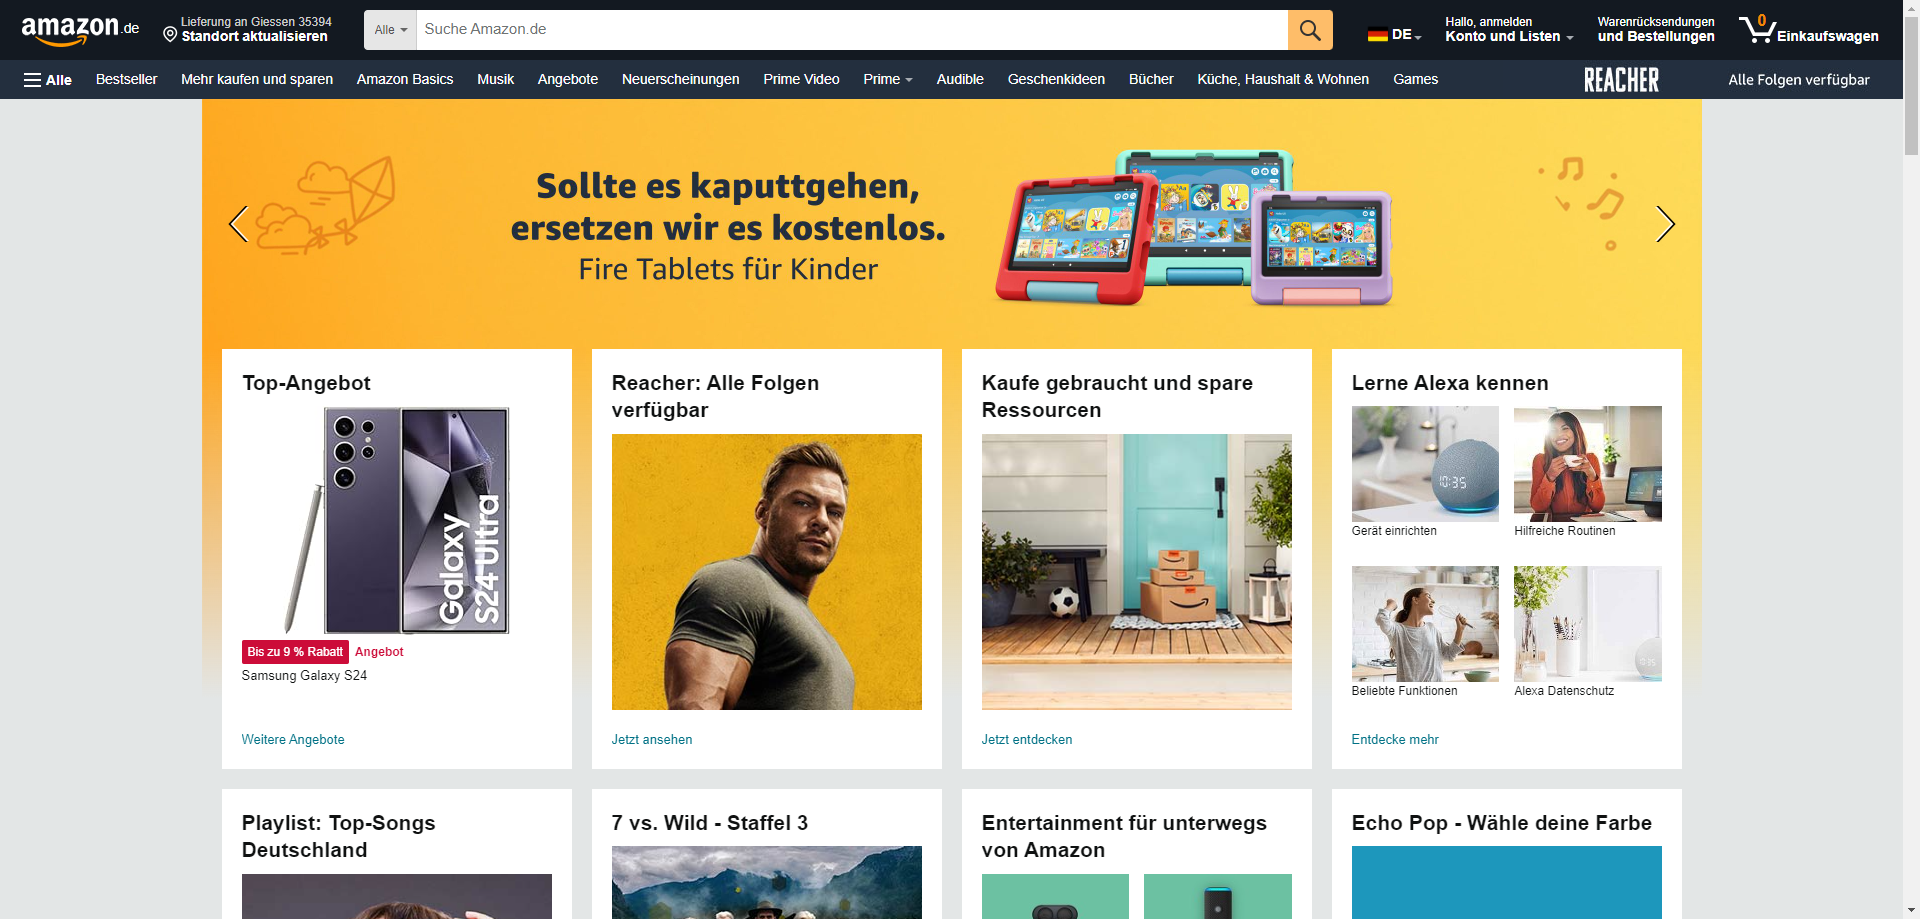 amazon.de
Lieferung an Giessen 35394
Standort aktualisieren
Alle
Suche Amazon.de
DE
Hallo, anmelden
Konto und Listen
Warenrücksendungen
und Bestellungen
0
Einkaufswagen
Alle
Bestseller
Mehr kaufen und sparen
Amazon Basics
Musik
Angebote
Neuerscheinungen
Prime Video
Prime
Audible
Geschenkideen
Bücher
Küche, Haushalt & Wohnen
Games
REACHER
Alle Folgen verfügbar
Sollte es kaputtgehen,
ersetzen wir es kostenlos.
Fire Tablets für Kinder
Top-Angebot
Galaxy
S24 Ultra
Bis zu 9 % Rabatt
Angebot
Samsung Galaxy S24
Weitere Angebote
Reacher: Alle Folgen
verfügbar
Jetzt ansehen
Kaufe gebraucht und spare
Ressourcen
Jetzt entdecken
Lerne Alexa kennen
10:35
Gerät einrichten
Hilfreiche Routinen
Beliebte Funktionen
Alexa Datenschutz
Entdecke mehr
Playlist: Top-Songs
Deutschland
7 vs. Wild - Staffel 3
Entertainment für unterwegs
von Amazon
Echo Pop - Wähle deine Farbe